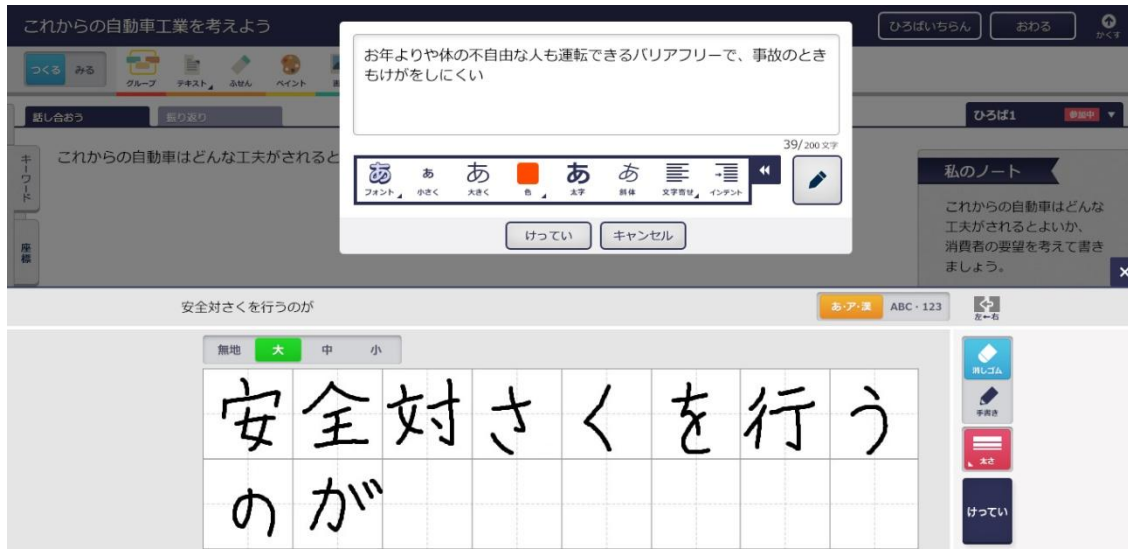 これからの自動車工業を考えよう
ひろばいちらん
おわる
かくす
つくる
みる
グループ
テキスト
ふせん
ペイント
お年よりや体の不自由な人も運転できるバリアフリーで、事故のとき
もけがをしにくい
39/200文字
フォント
小さく
大きく
色
太字
斜体
文字寄せ
インデント
けってい
キャンセル
話し合おう
振り返り
ひろば1
参加中
キーワード
座標
これからの自動車はどんな工夫がされると
私のノート
これからの自動車はどんな
工夫がされるとよいか、
消費者の要望を考えて書き
ましょう。
安全対さくを行うのが
あ・ア・漢
ABC・123
左←右
無地
大
中
小
安全対さくを行う
のが
消しゴム
手書き
太さ
けってい